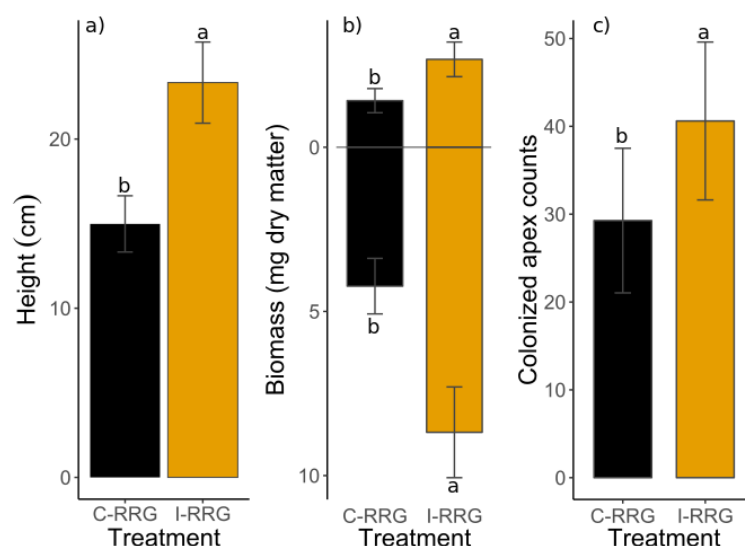 a)
a
b
20
10
0
Height (cm)
C-RRG I-RRG
Treatment
b)
a
b
0
5
b
10
a
Biomass (mg dry matter)
C-RRG I-RRG
Treatment
c)
50
a
40
b
30
20
10
0
Colonized apex counts
C-RRG I-RRG
Treatment